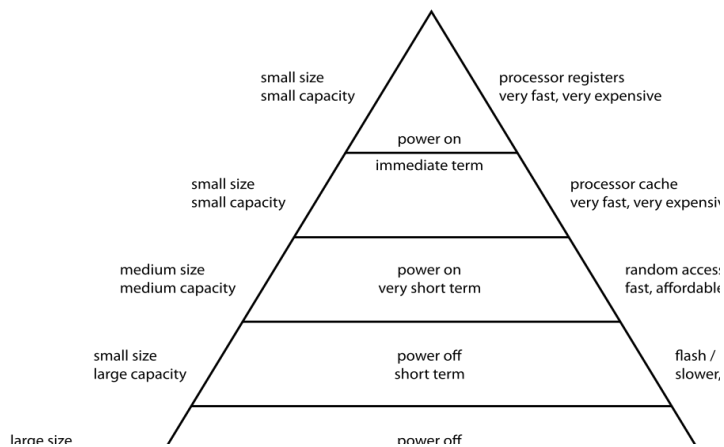 small size
small capacity
processor registers
very fast, very expensive
power on
immediate term
small size
small capacity
processor cache
very fast, very
medium size
medium capacity
power on
very short term
random access
fast, affordable
small size
large capacity
power off
short term
flash /
slower,
large size
power off